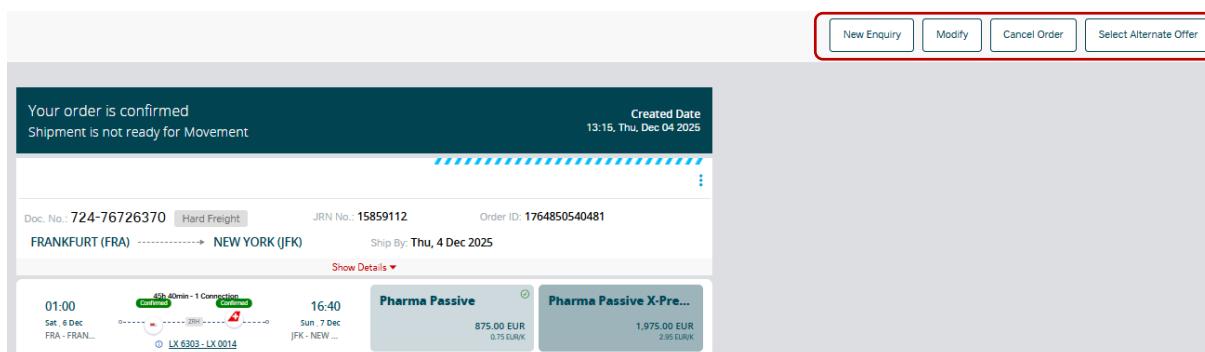 New Enquiry Modify Cancel Order Select Alternate Offer
Your order is confirmed
Shipment is not ready for Movement
Created Date
13:15, Thu, Dec 04 2025
Doc. No.: 724-76726370 Hard Freight JRN No.: 15859112 Order ID: 1764850540481
FRANKFURT (FRA) NEW YORK (JFK) Ship By: Thu, 4 Dec 2025
Show Details
01:00
Sat, 6 Dec
FRA - FRAN...
45h 40min - 1 Connection
Confirmed Confirmed
ZRH
LX 6303 - LX 0014
16:40
Sun, 7 Dec
JFK - NEW ...
Pharma Passive
875.00 EUR
0.75 EUR/K
Pharma Passive X-Pre...
1,975.00 EUR
2.95 EUR/K